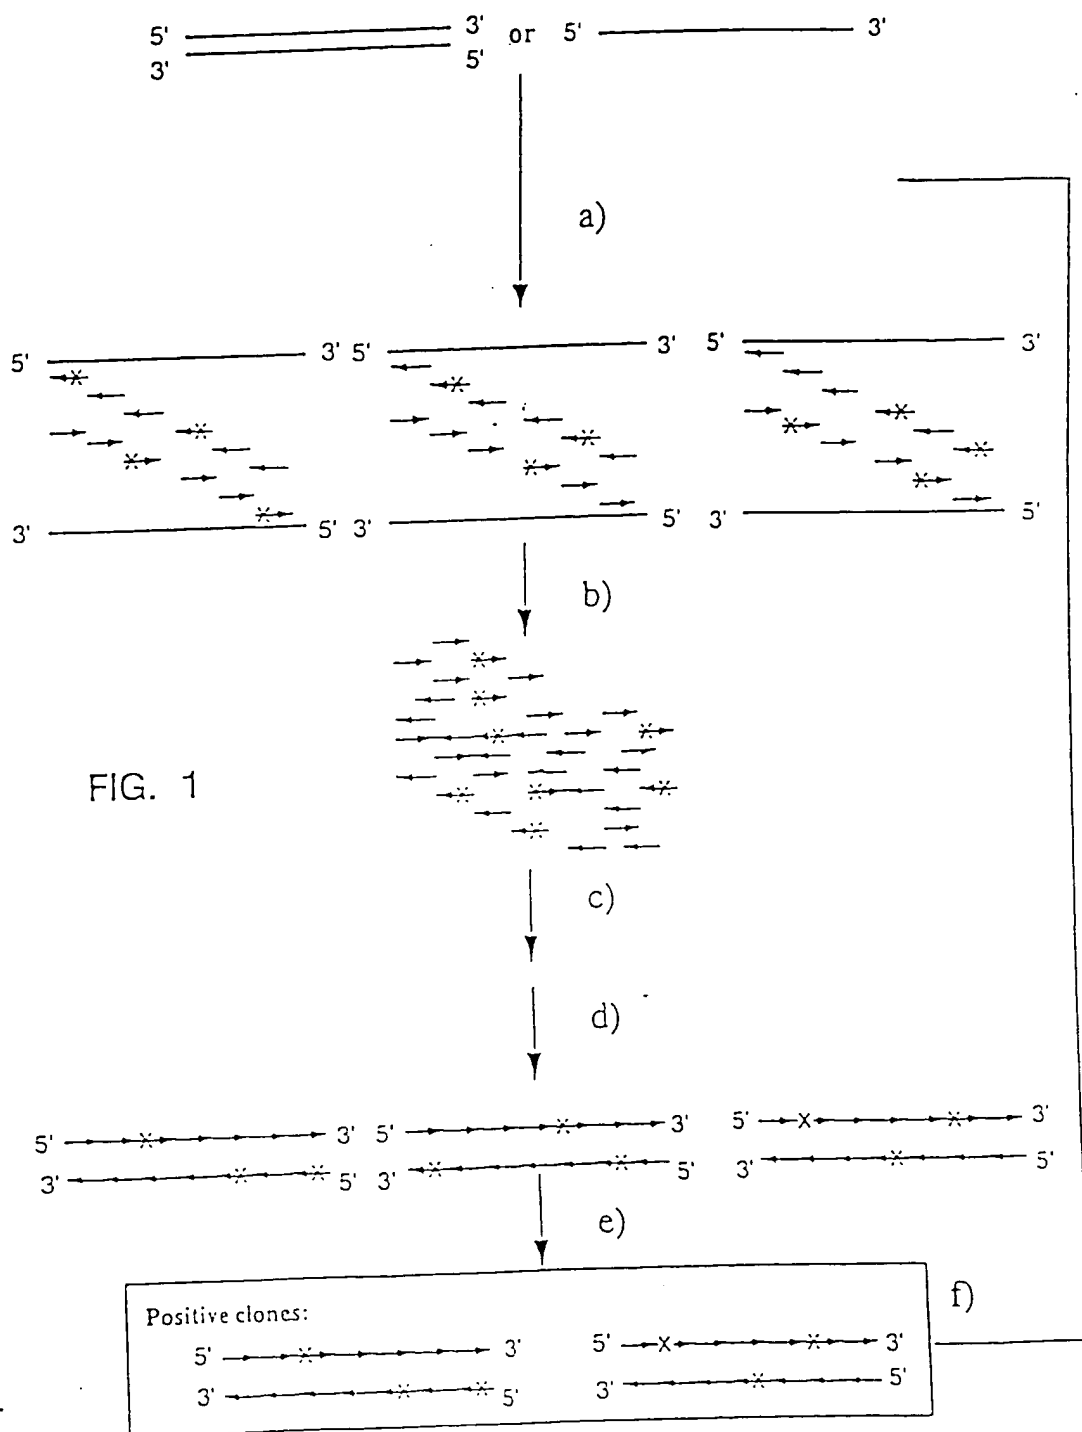 5' 3' or 5' 3'
3' 5'
a)
5' 3' 5' 3' 5' 3'
3' 5' 3' 5' 3' 5'
b)
FIG. 1
c)
d)
5' 3' 5' 3' 5' 3'
3' 5' 3' 5' 3' 5'
e)
f)
Positive clones:
5' 3' 5' 3'
3' 5' 3' 5'